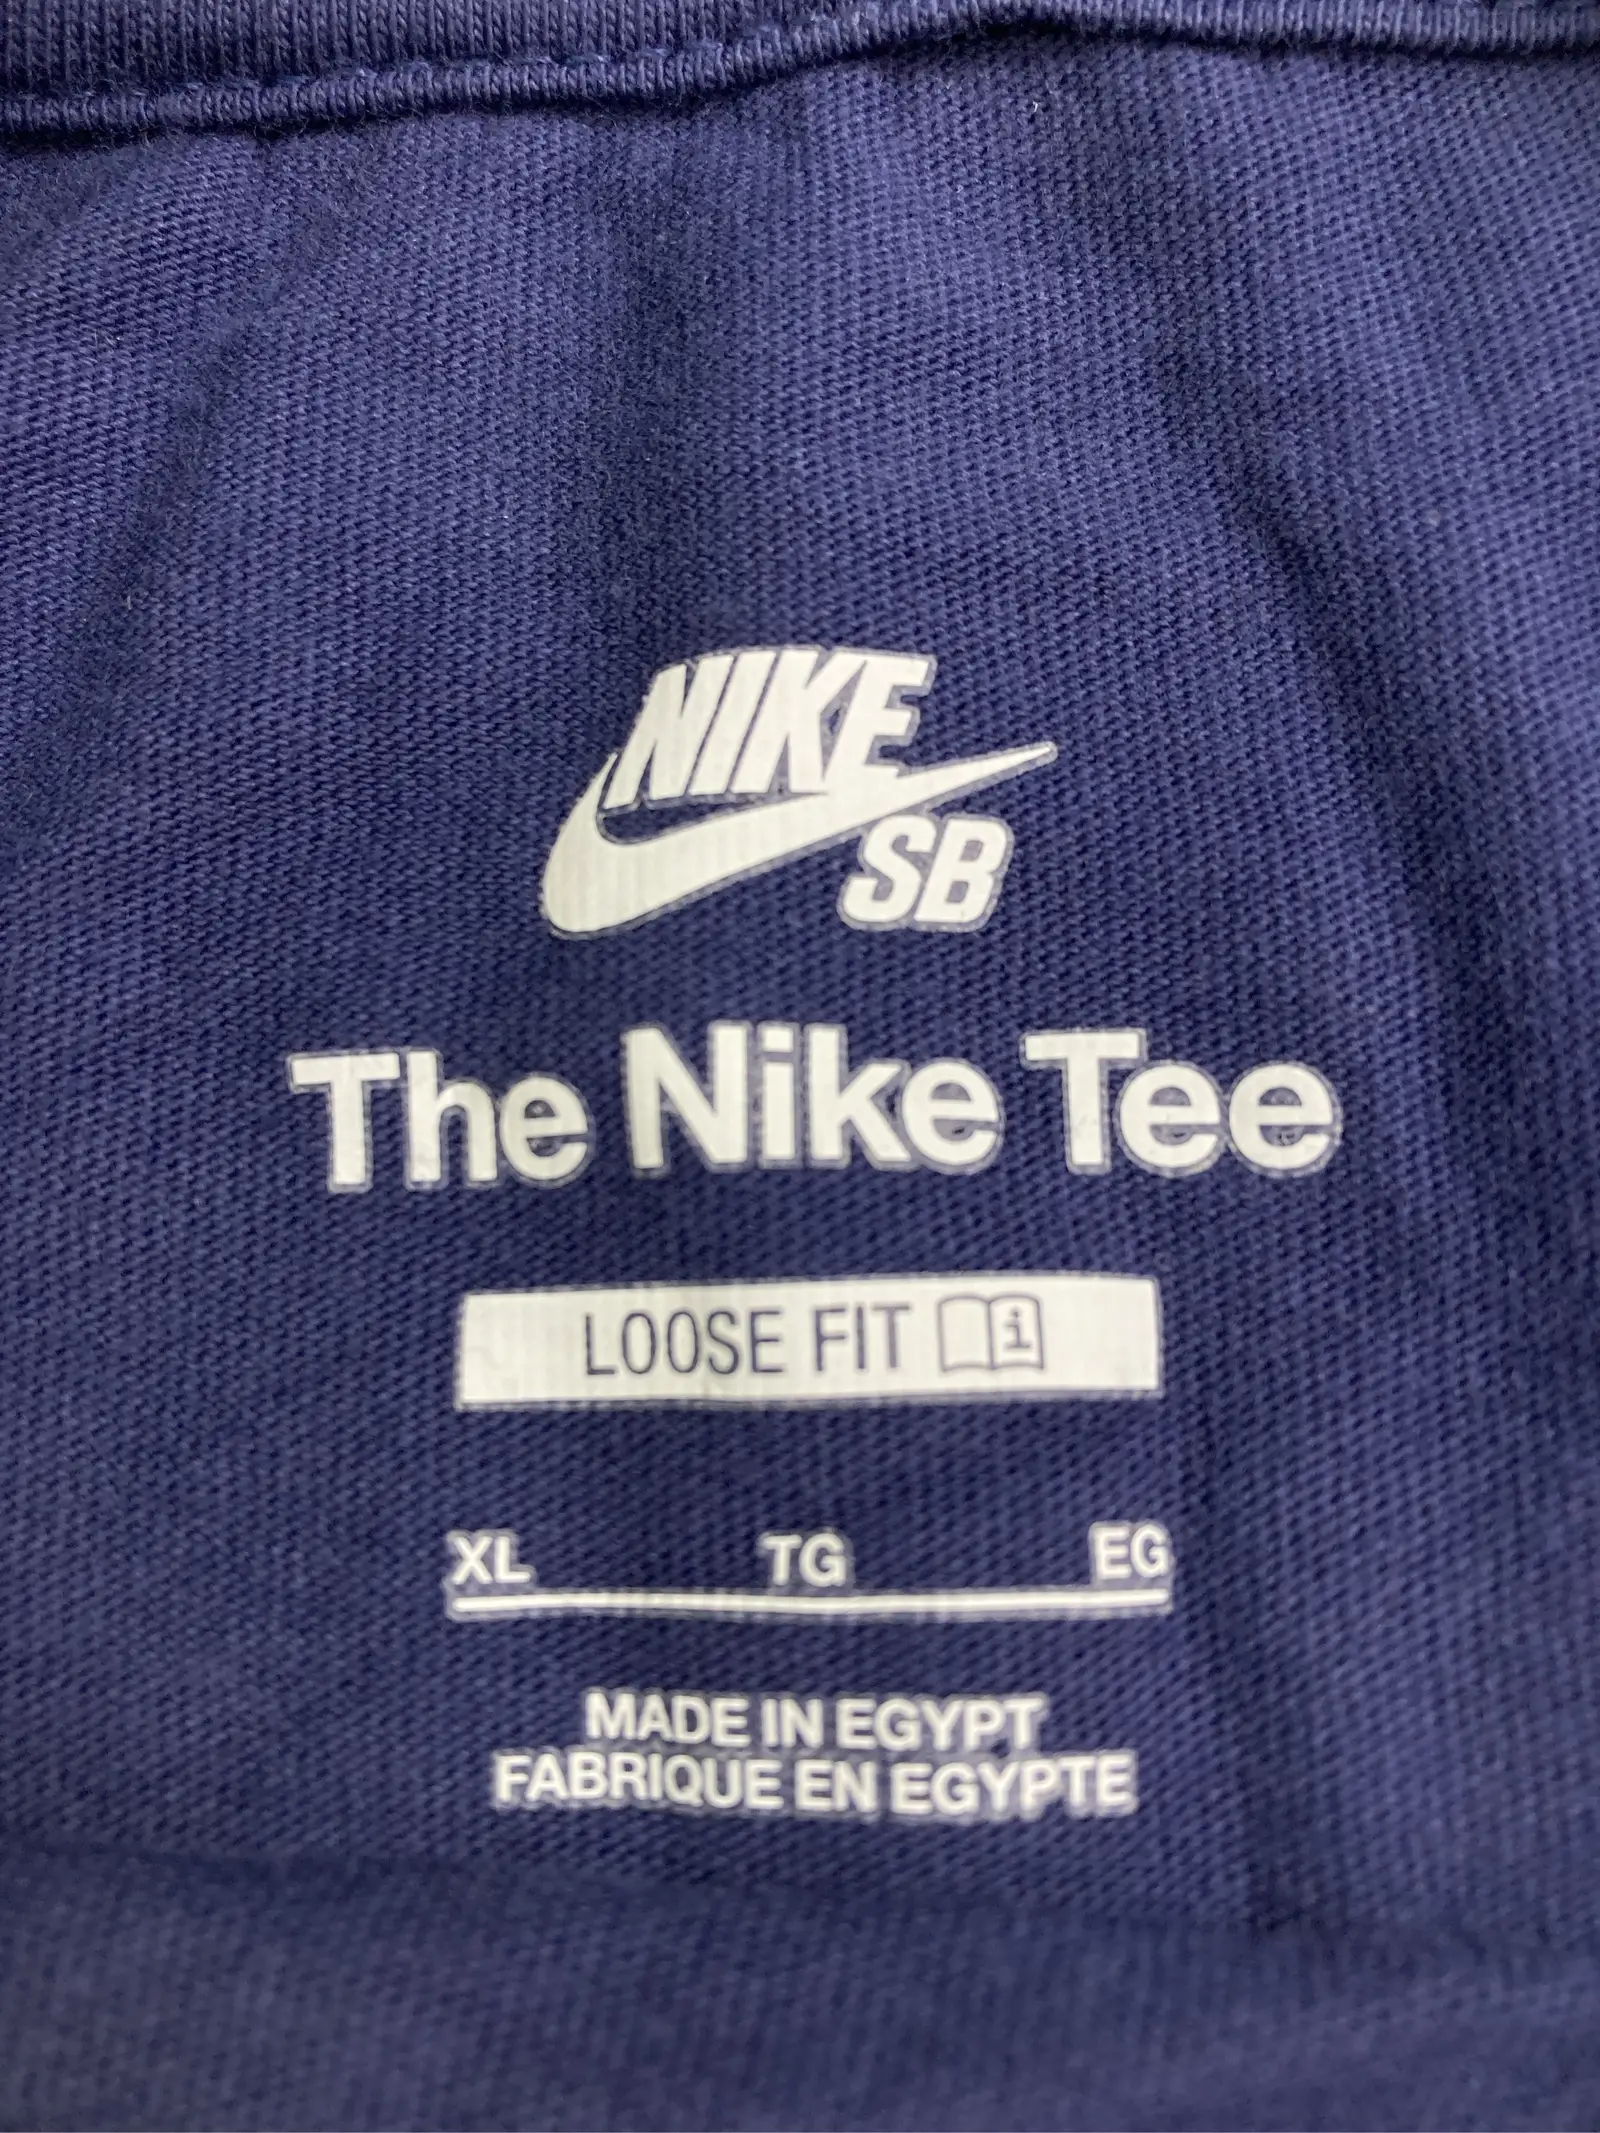 NIKE
SB
The Nike Tee
LOOSE FIT i
XL TG EG
MADE IN EGYPT
FABRIQUE EN EGYPTE